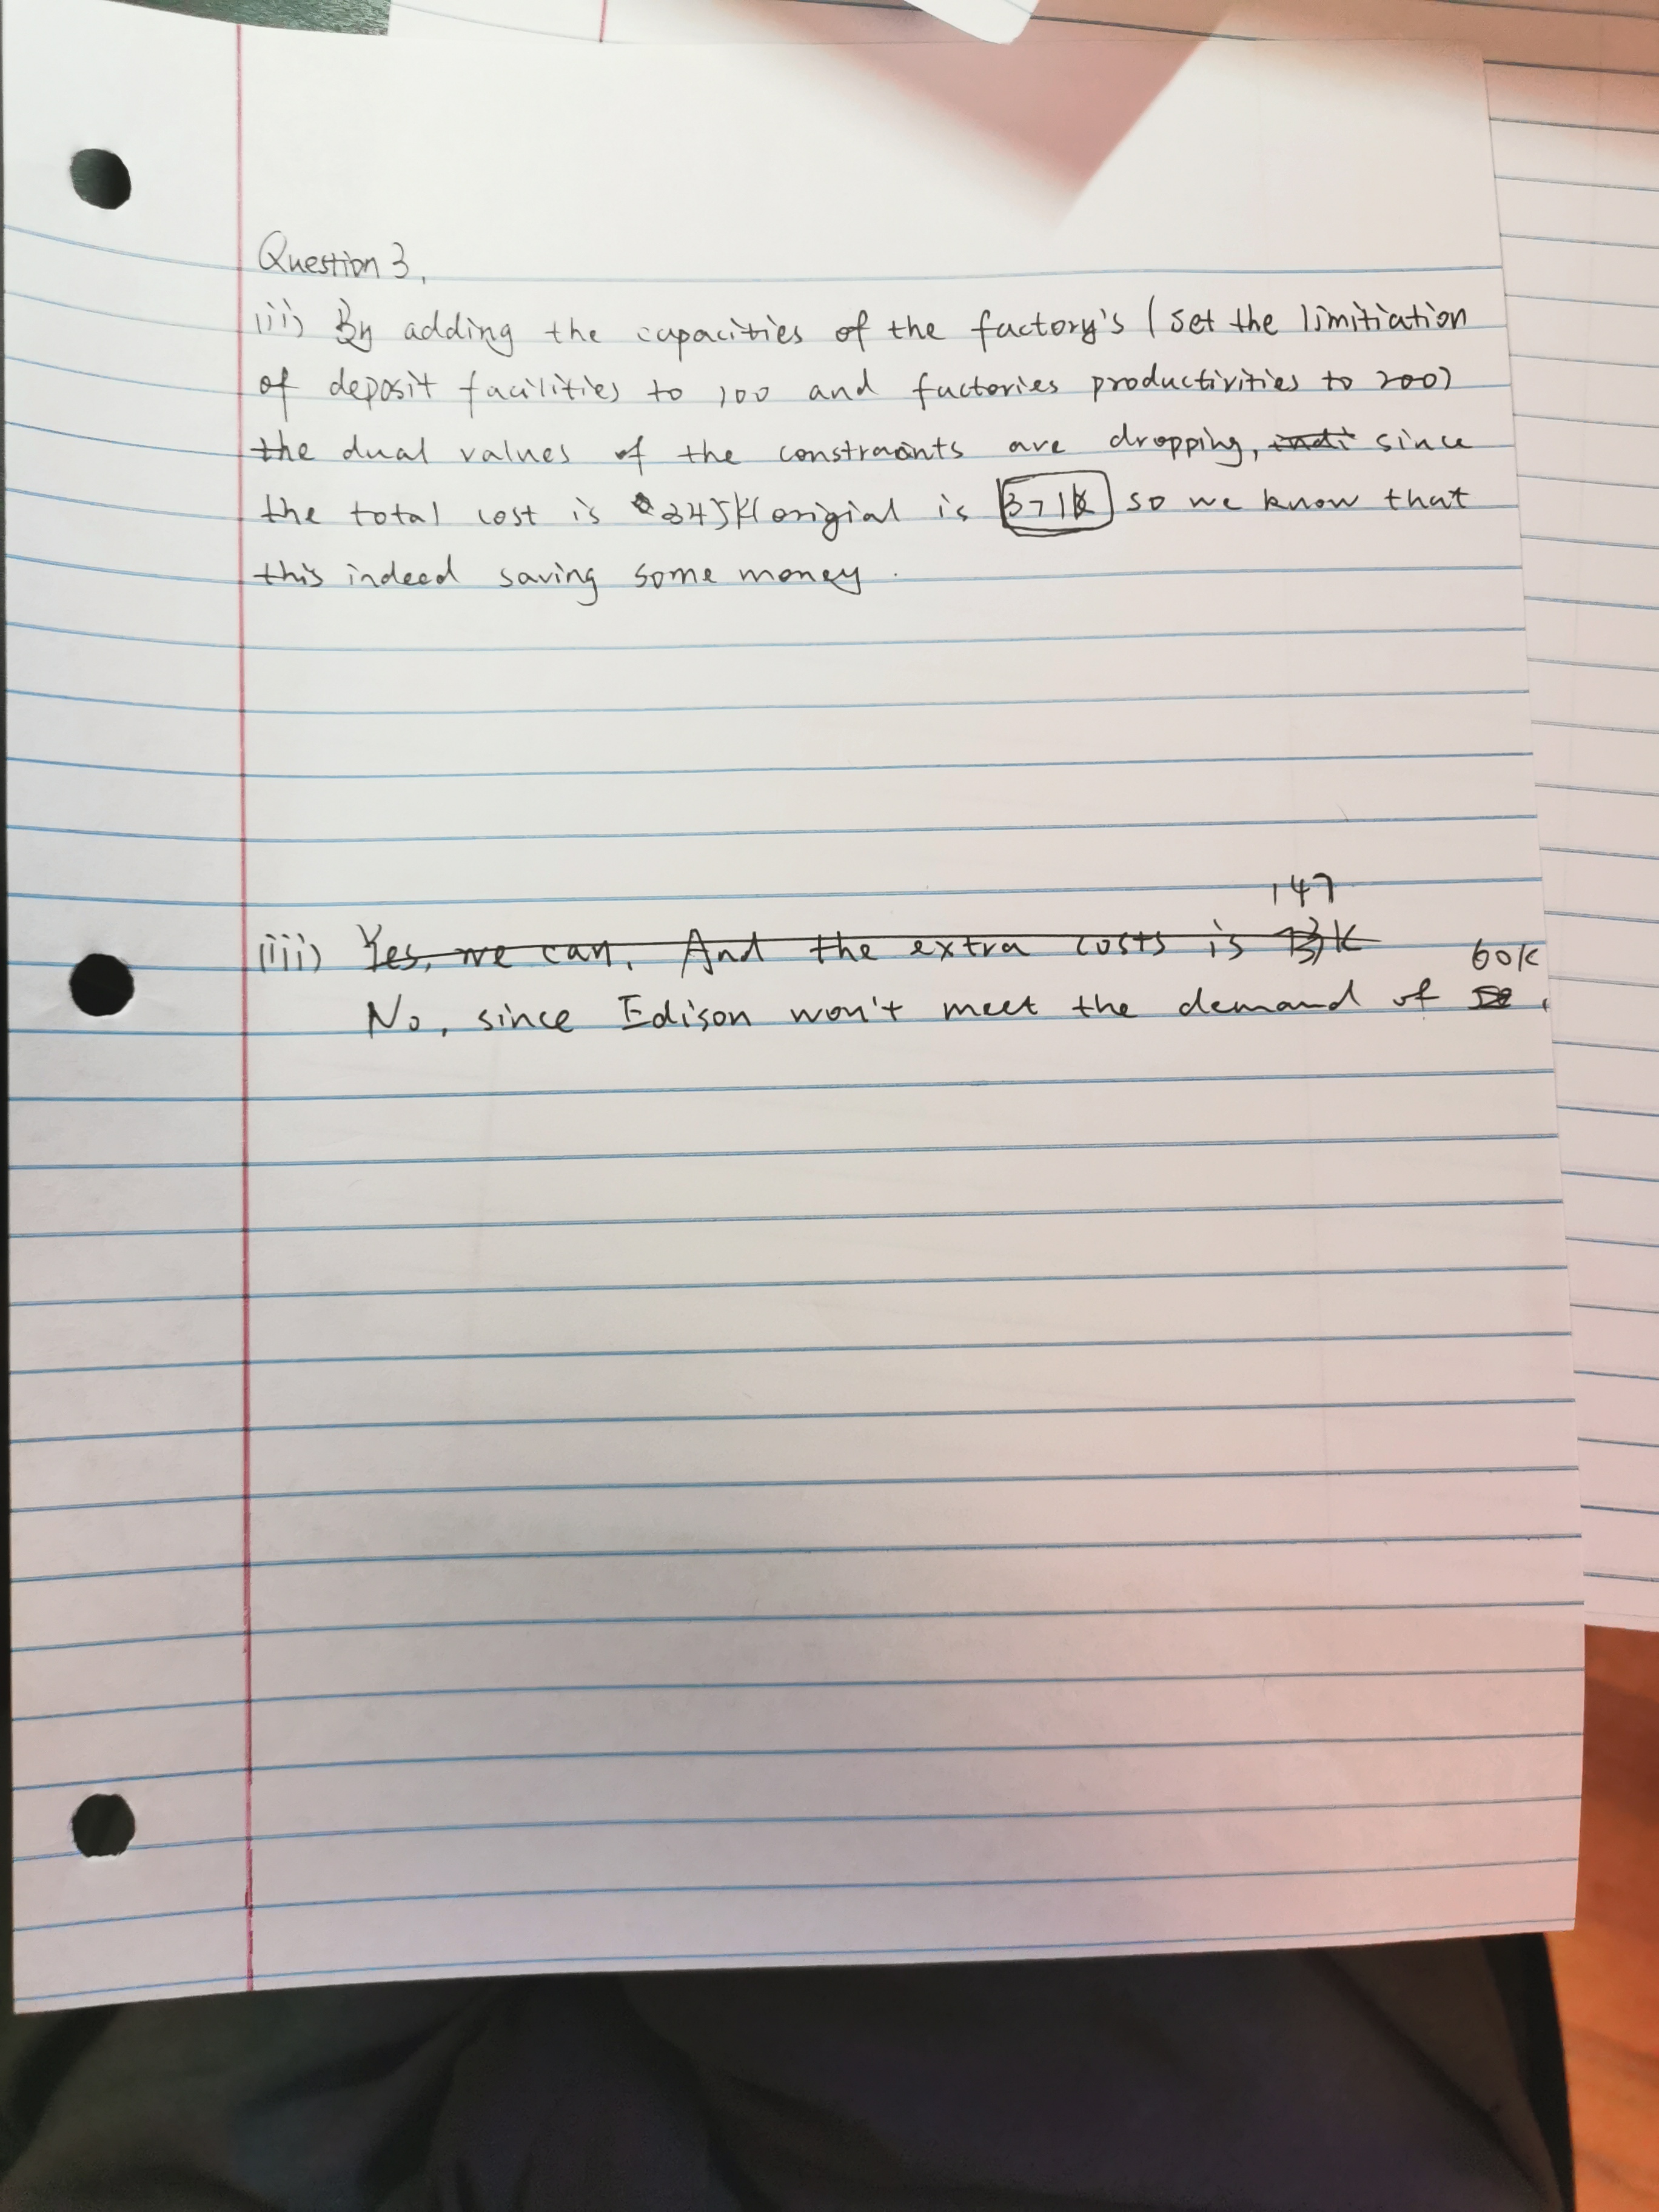 Question 3.
(ii) By adding the capacities of the factory's (set the limitiation
of deposit facilities to 100 and factories productivities to 200)
the dual values of the constraints are dropping, indi since
the total cost is 345K(origial is 371K so we know that
this indeed saving some money.
147
(iii) Yes, we can. And the extra costs is K
60K
No, since Edison won't meet the demand of .